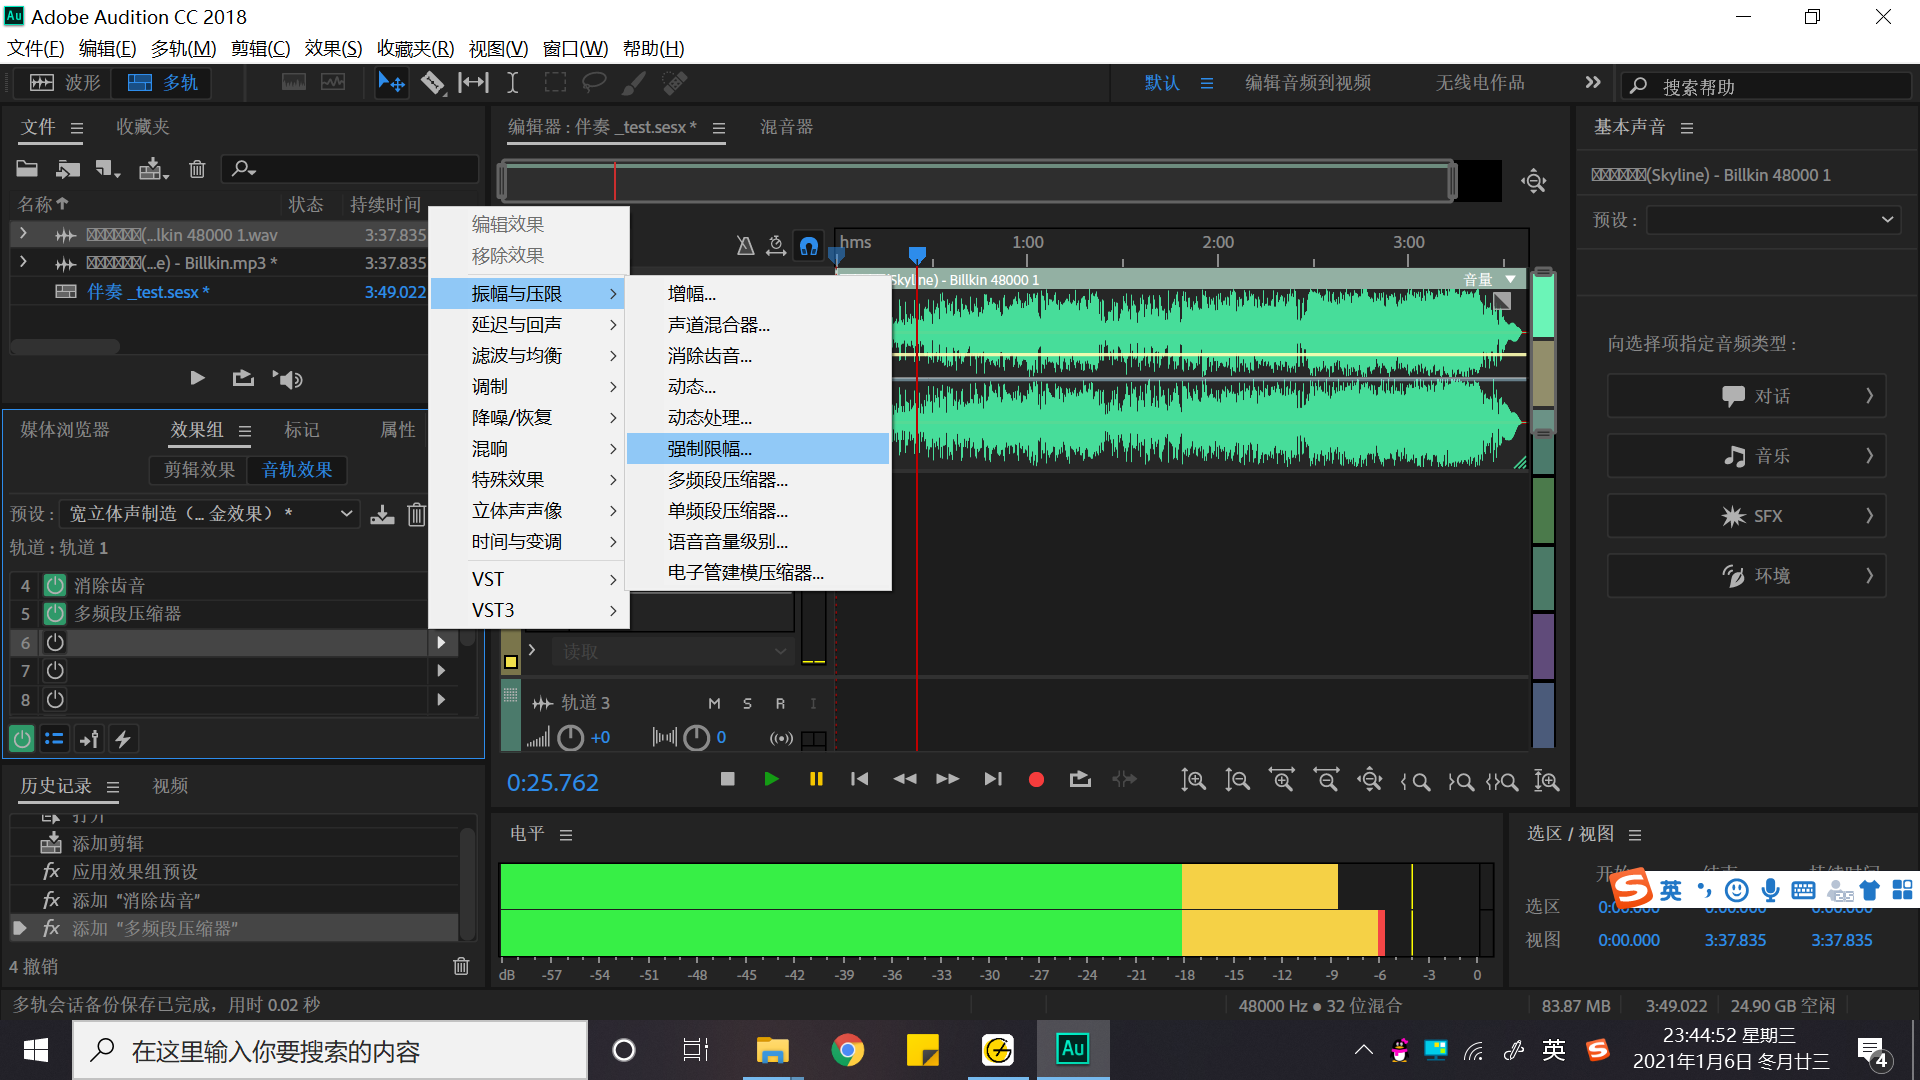 Adobe Audition CC 2018
文件(F) 编辑(E) 多轨(M) 剪辑(C) 效果(S) 收藏夹(R) 视图(V) 窗口(W) 帮助(H)
波形 多轨
默认 编辑音频到视频 无线电作品 搜索帮助
文件 收藏夹
名称 状态 持续时间
(...lkin 48000 1.wav 3:37.835
(...e) - Billkin.mp3 * 3:37.835
伴奏 _test.sesx * 3:49.022
媒体浏览器 效果组 标记 属性
剪辑效果 音轨效果
预设: 宽立体声制造 (... 金效果) *
轨道: 轨道 1
4 消除齿音
5 多频段压缩器
6
7
8
历史记录 视频
打开
添加剪辑
fx 应用效果组预设
fx 添加 "消除齿音"
fx 添加 "多频段压缩器"
4 撤销
多轨会话备份保存已完成，用时 0.02 秒
编辑效果
移除效果
振幅与压限
延迟与回声
滤波与均衡
调制
降噪/恢复
混响
特殊效果
立体声声像
时间与变调
VST
VST3
增幅...
声道混合器...
消除齿音...
动态...
动态处理...
强制限幅...
多频段压缩器...
单频段压缩器...
语音音量级别...
电子管建模压缩器...
编辑器: 伴奏 _test.sesx * 混音器
hms 1:00 2:00 3:00
Skyline) - Billkin 48000 1 音量
读取
轨道 3 M S R I
+0 0
0:25.762
电平
dB -57 -54 -51 -48 -45 -42 -39 -36 -33 -30 -27 -24 -21 -18 -15 -12 -9 -6 -3 0
48000 Hz ● 32 位混合 83.87 MB 3:49.022 24.90 GB 空闲
基本声音
(Skyline) - Billkin 48000 1
预设:
向选择项指定音频类型:
对话
音乐
SFX
环境
选区 / 视图
选区 0:00.000 0:00.000 0:00.000
视图 0:00.000 3:37.835 3:37.835
英
在这里输入你要搜索的内容
Au
英
23:44:52 星期三
2021年1月6日 冬月廿三
4